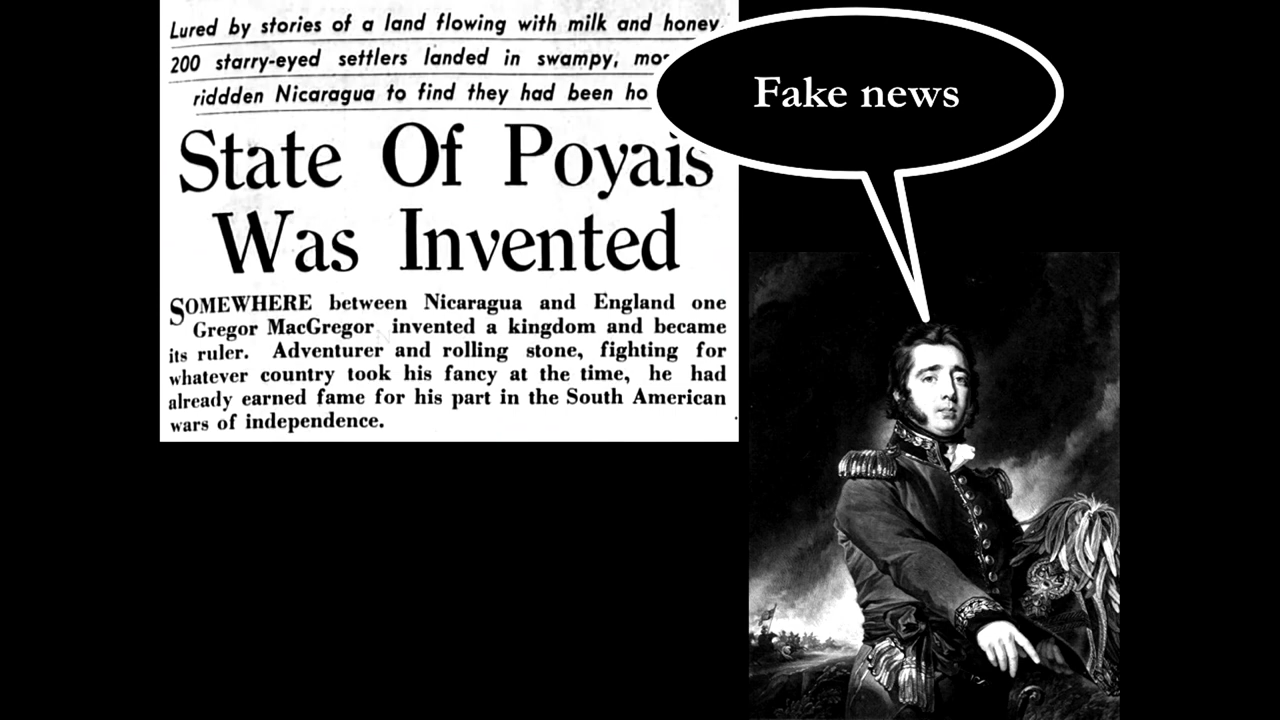 Lured by stories of a land flowing with milk and honey
200 starry-eyed settlers landed in swampy,
riddden Nicaragua to find they had been
Fake news
State Of Poyais
Was Invented
SOMEWHERE between Nicaragua and England one
Gregor MacGregor invented a kingdom and became
its ruler. Adventurer and rolling stone, fighting for
whatever country took his fancy at the time, he had
already earned fame for his part in the South American
wars of independence.